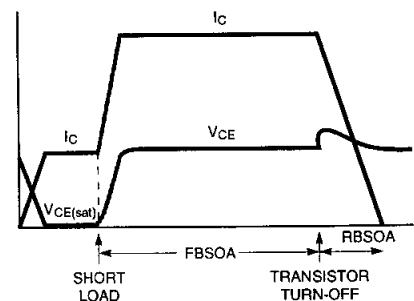 IC
IC
VCE
VCE(sat)
FBSOA
RBSOA
SHORT
LOAD
TRANSISTOR
TURN-OFF